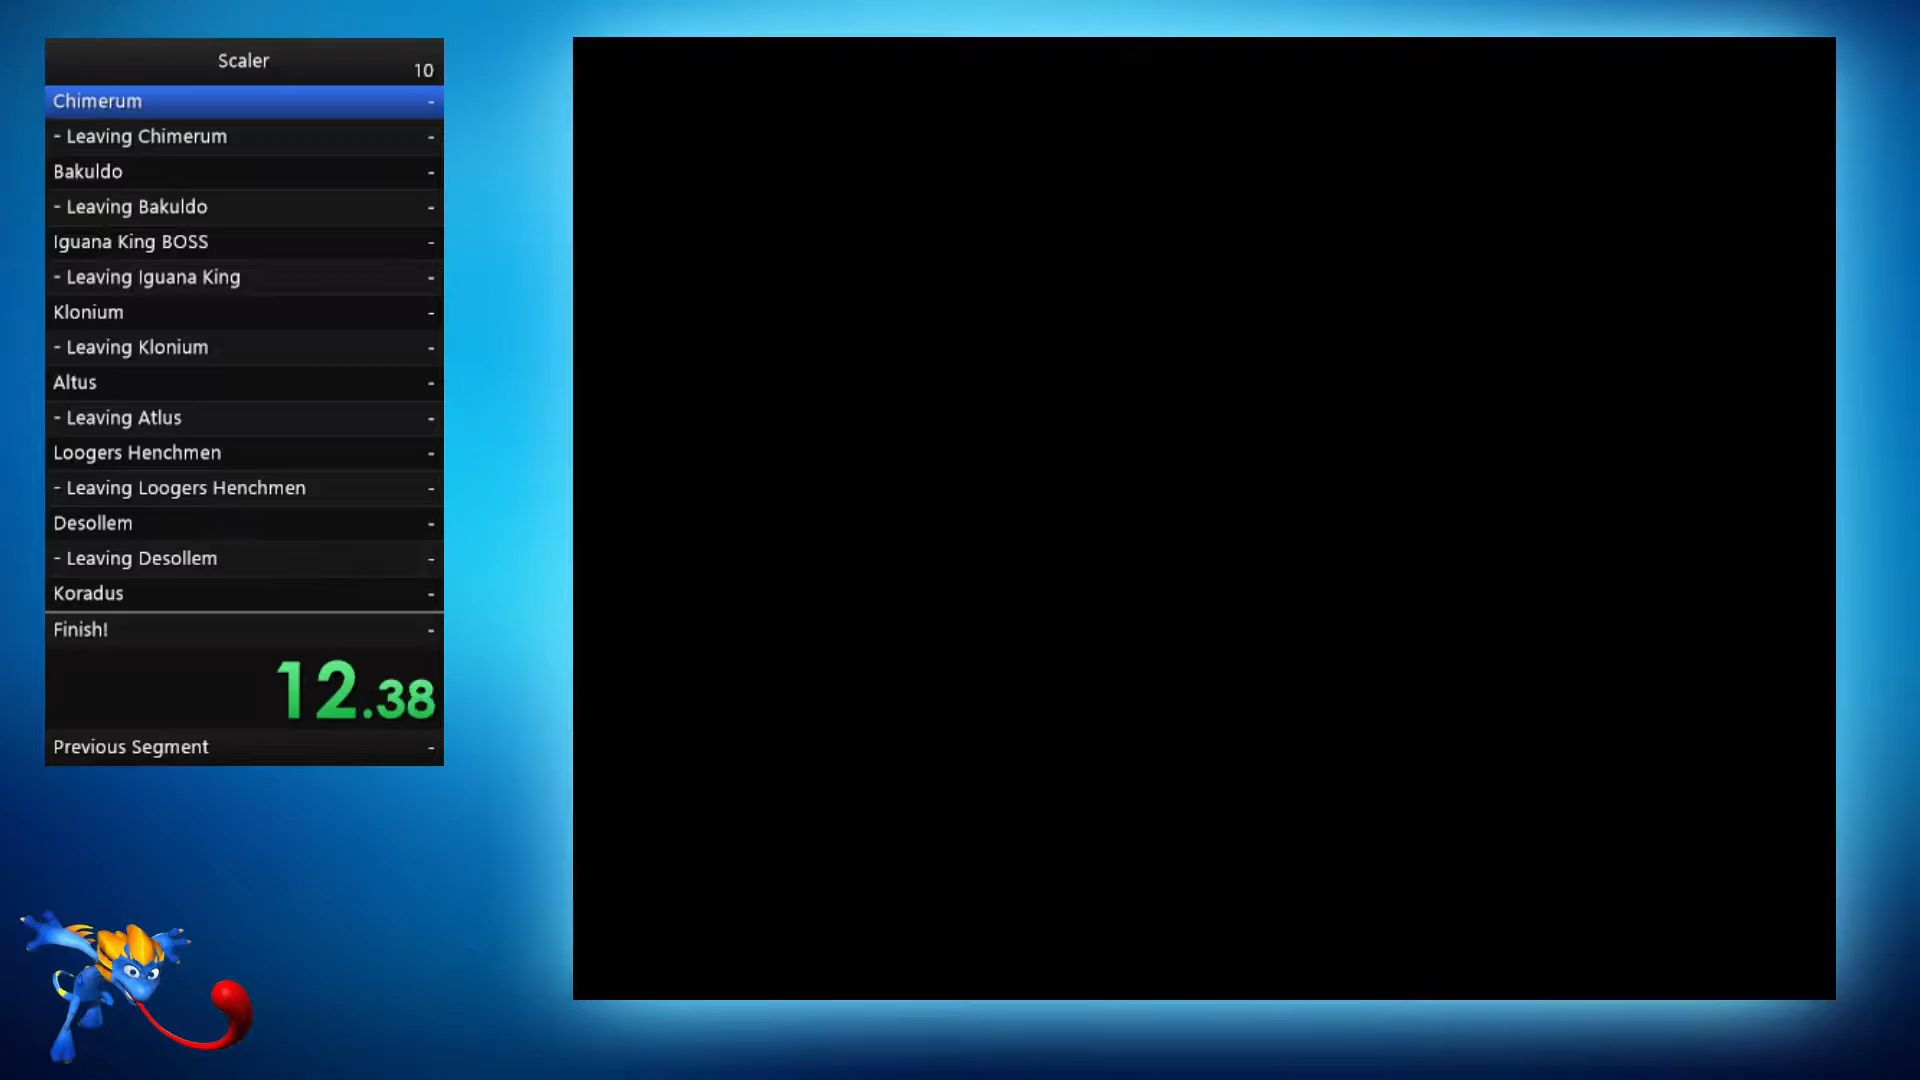 Scaler
10
Chimerum -
- Leaving Chimerum -
Bakuldo -
- Leaving Bakuldo -
Iguana King BOSS -
- Leaving Iguana King -
Klonium -
- Leaving Klonium -
Altus -
- Leaving Atlus -
Loogers Henchmen -
- Leaving Loogers Henchmen -
Desollem -
- Leaving Desollem -
Koradus -
Finish! -
12.38
Previous Segment -